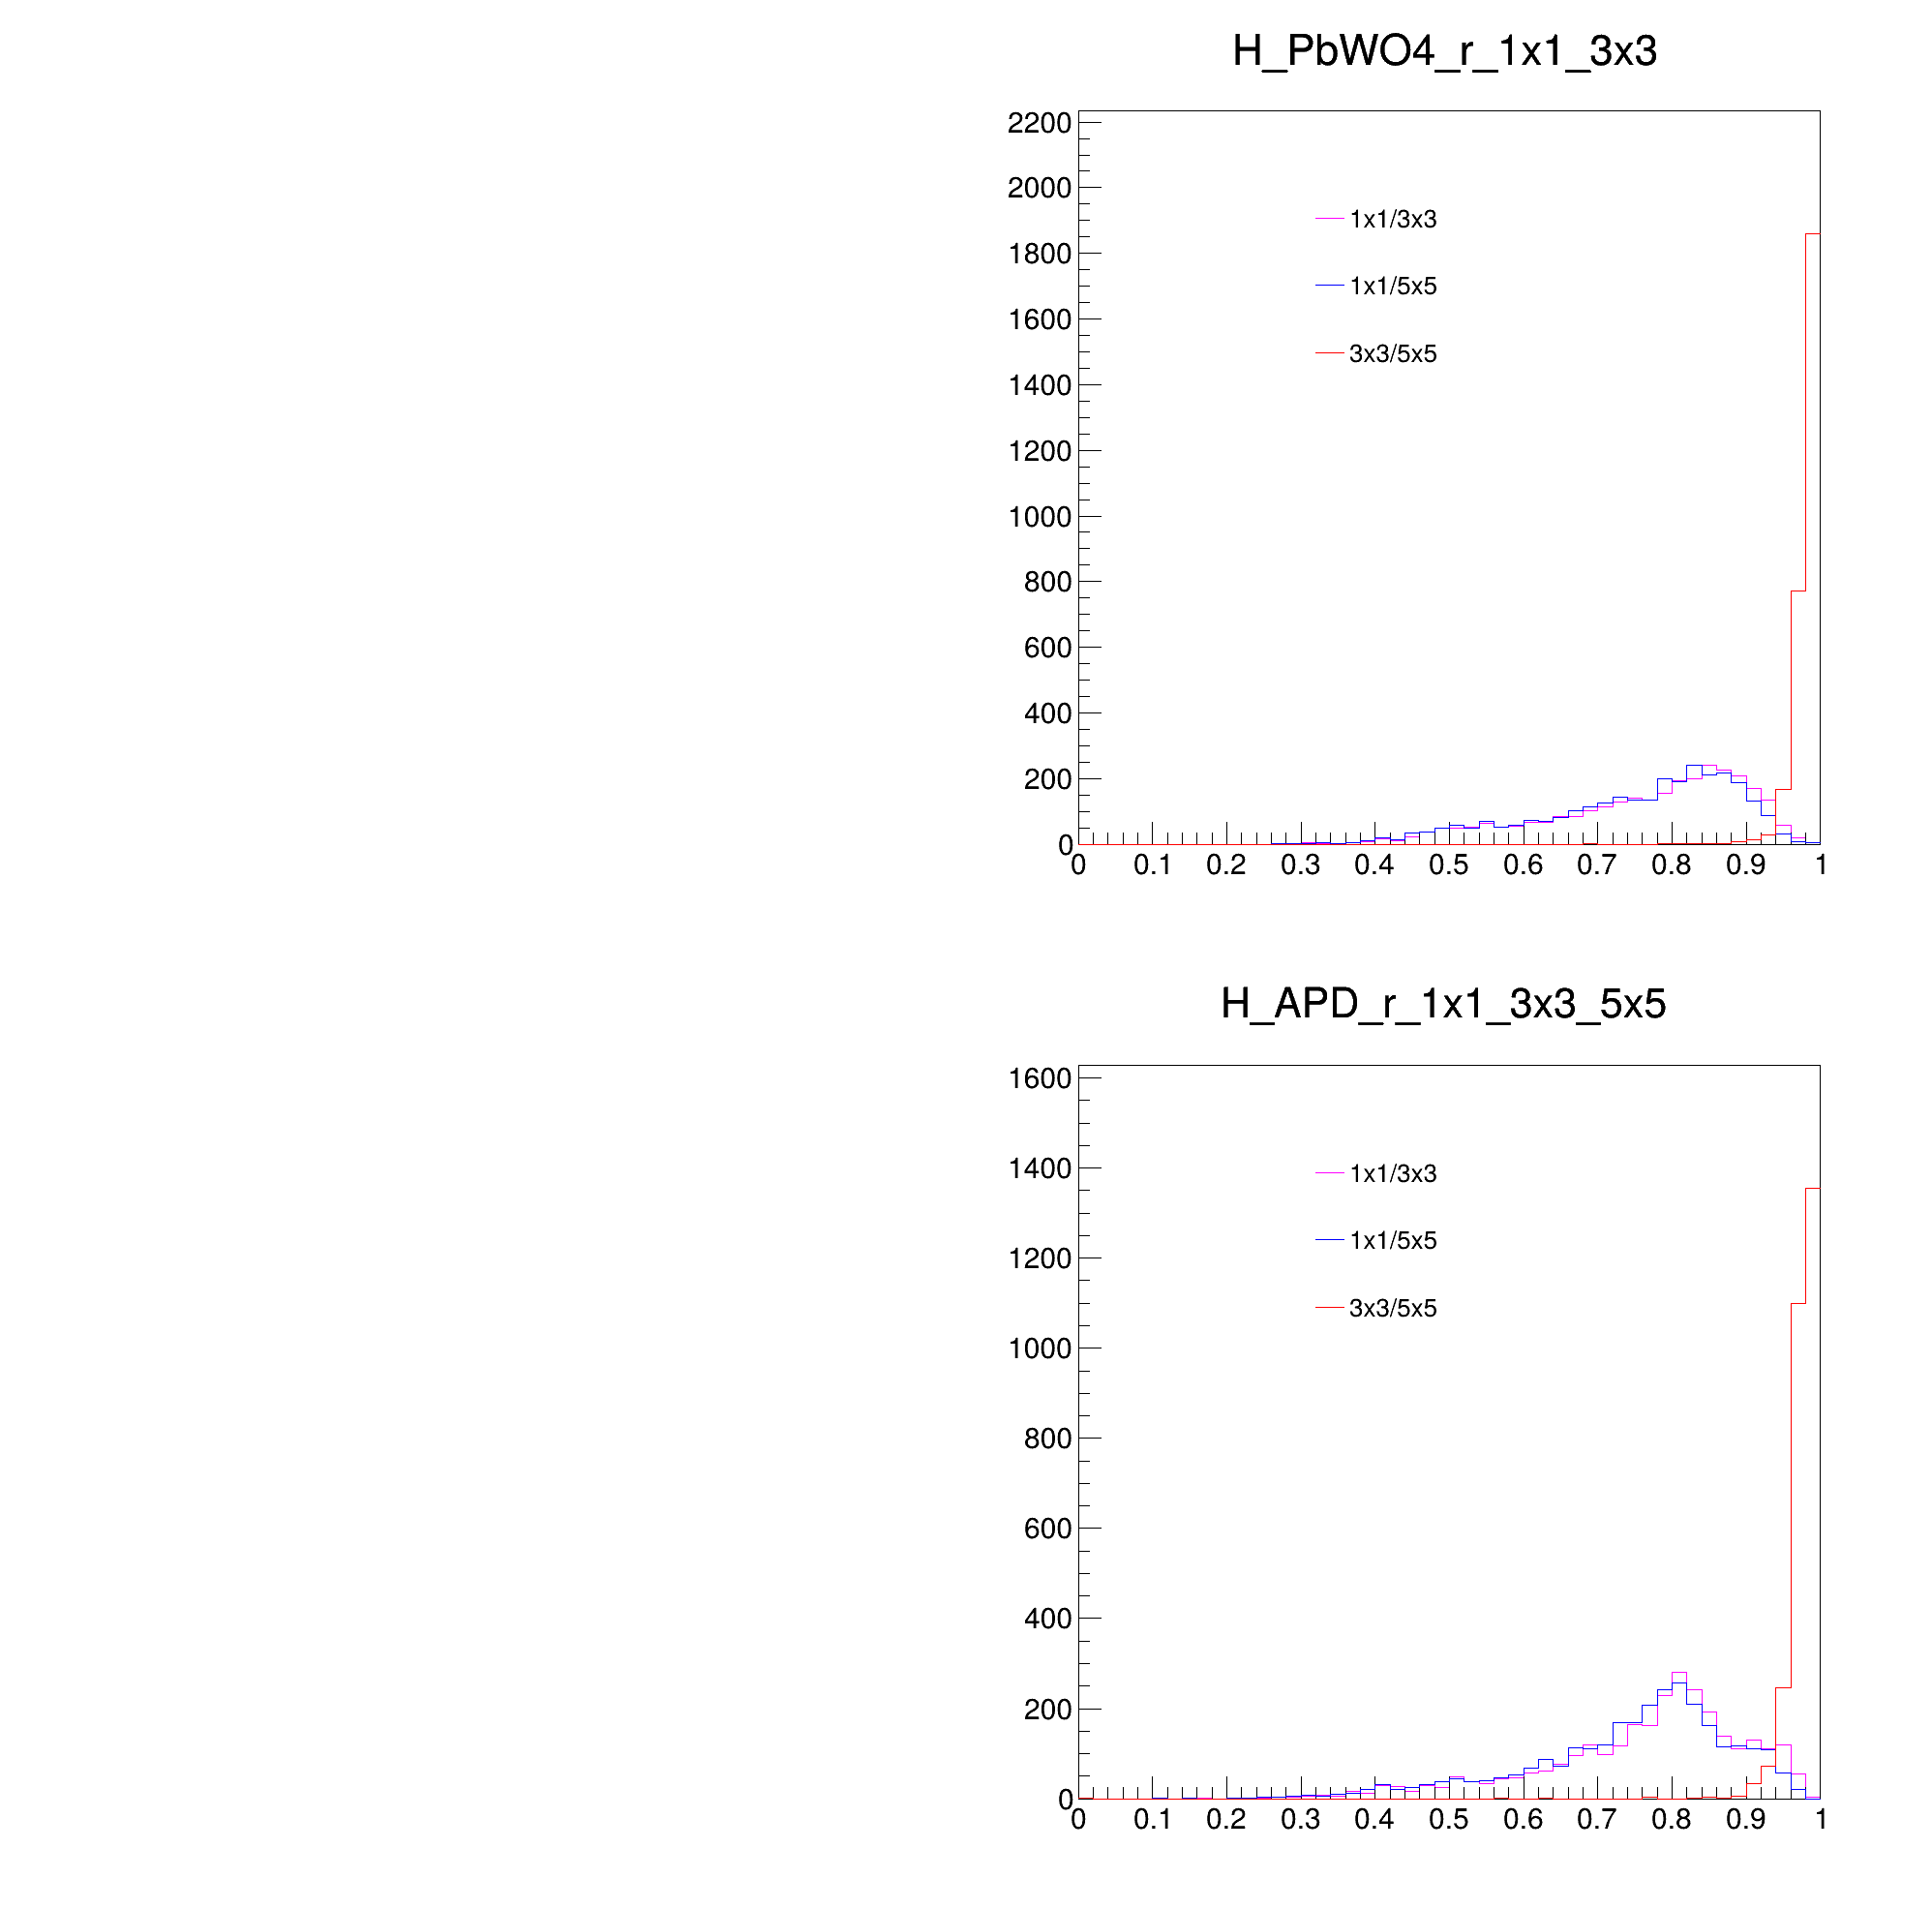 H_PbWO4_r_1x1_3x3
2200
2000
1x1/3x3
1800
1x1/5x5
1600
3x3/5x5
1400
1200
1000
800
600
400
200
0
0 0.1 0.2 0.3 0.4 0.5 0.6 0.7 0.8 0.9 1
H_APD_r_1x1_3x3_5x5
1600
1400
1x1/3x3
1200
1x1/5x5
3x3/5x5
1000
800
600
400
200
0
0 0.1 0.2 0.3 0.4 0.5 0.6 0.7 0.8 0.9 1